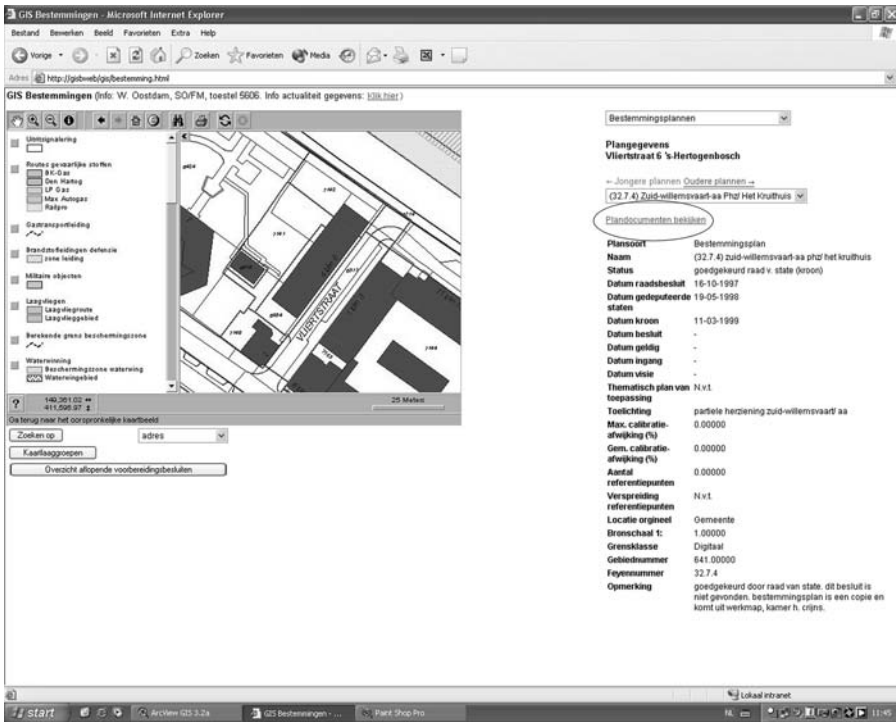 GIS Bestemmingen - Microsoft Internet Explorer
Bestand Bewerken Beeld Favorieten Extra Help
Vorige Zoeken Favorieten Media
Adres http://gisbweb/gis/bestemming.html
GIS Bestemmingen (Info: W. Oostdam, SO/FM, toestel 5606. Info actualiteit gegevens: Klik hier)
Routes gevaarlijke stoffen
BK-Gas
Den Hartog
LP Gas
Max Autogas
Railpro
Gastransportleiding
Brandstofleidingen defensie
zone leiding
Militaire objecten
Laagvliegen
Laagvliegroute
Laagvlieggebied
Berekende grens beschermingszone
Waterwinning
Beschermingszone waterwing
Waterwingebied
VLIERTSTRAAT
25 Meters
Ga terug naar het oorspronkelijke kaartbeeld
Zoeken op adres
Kaartlaaggroepen
Overzicht aflopende voorbereidingsbesluiten
Bestemmingsplannen
Plangegevens
Vliertstraat 6 's-Hertogenbosch
←Jongere plannen Oudere plannen→
(32.7.4) Zuid-willemsvaart-aa Phz/ Het Kruithuis
Plandocumenten bekijken
Plansoort Bestemmingsplan
Naam (32.7.4) zuid-willemsvaart-aa phz/ het kruithuis
Status goedgekeurd raad v. state (kroon)
Datum raadsbesluit 16-10-1997
Datum gedeputeerde 19-05-1998
staten
Datum kroon 11-03-1999
Datum besluit -
Datum geldig -
Datum ingang -
Datum visie -
Thematisch plan van N.v.t.
toepassing
Toelichting partiele herziening zuid-willemsvaart/ aa
Max. calibratie- 0.00000
afwijking (%)
Gem. calibratie- 0.00000
afwijking (%)
Aantal 0.00000
referentiepunten
Verspreiding N.v.t.
referentiepunten
Locatie orgineel Gemeente
Bronschaal 1: 1.00000
Grensklasse Digitaal
Gebiednummer 641.00000
Feyennummer 32.7.4
Opmerking goedgekeurd door raad van state. dit besluit is
niet gevonden. bestemmingsplan is een copie en
komt uit werkmap, kamer h. crijns.
Lokaal intranet
start ArcView GIS 3.2a GIS Bestemmingen - ... Paint Shop Pro NL 11:45